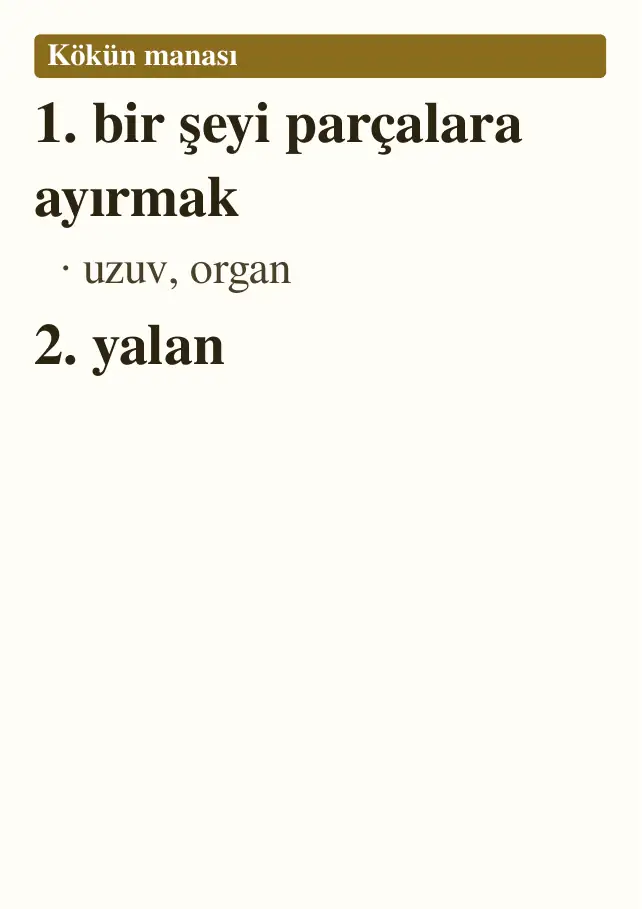 Kökün manası
1. bir şeyi parçalara
ayırmak
· uzuv, organ
2. yalan